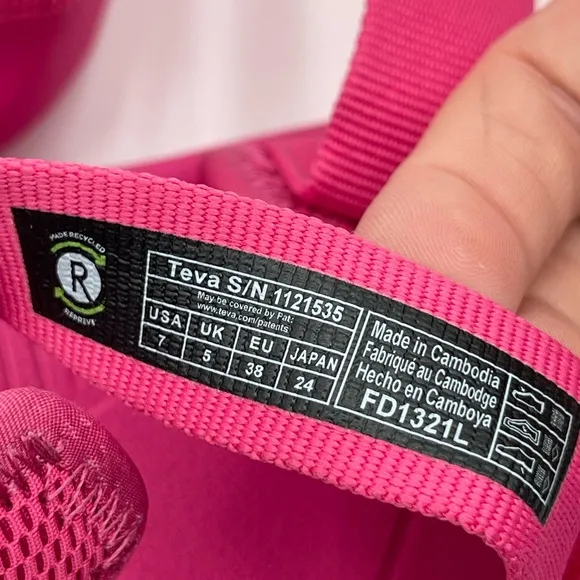 MADE RECYCLED
R
REPREVE
Teva S/N 1121535
May be covered by Pat:
www.teva.com/patents
USA UK EU JAPAN
7 5 38 24
Made in Cambodia
Fabriqué au Cambodge
Hecho en Camboya
FD1321L